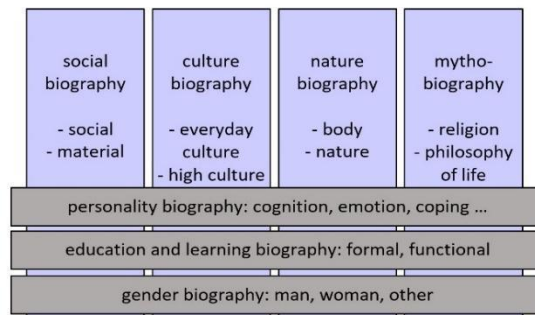 social
biography
- social
- material
culture
biography
- everyday
culture
- high culture
nature
biography
- body
- nature
mytho-
biography
- religion
- philosophy
of life
personality biography: cognition, emotion, coping ...
education and learning biography: formal, functional
gender biography: man, woman, other